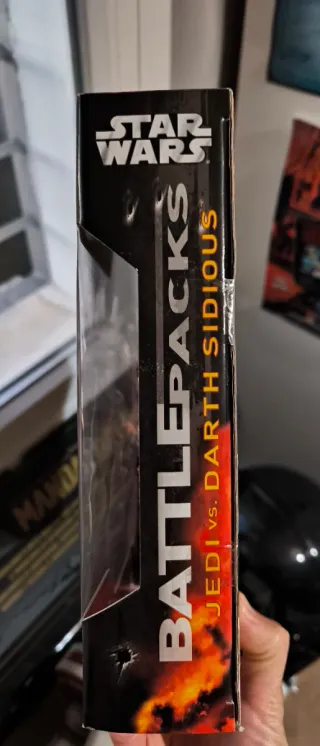 STAR
WARS
BATTLEPACKS
JEDI VS. DARTH SIDIOUS